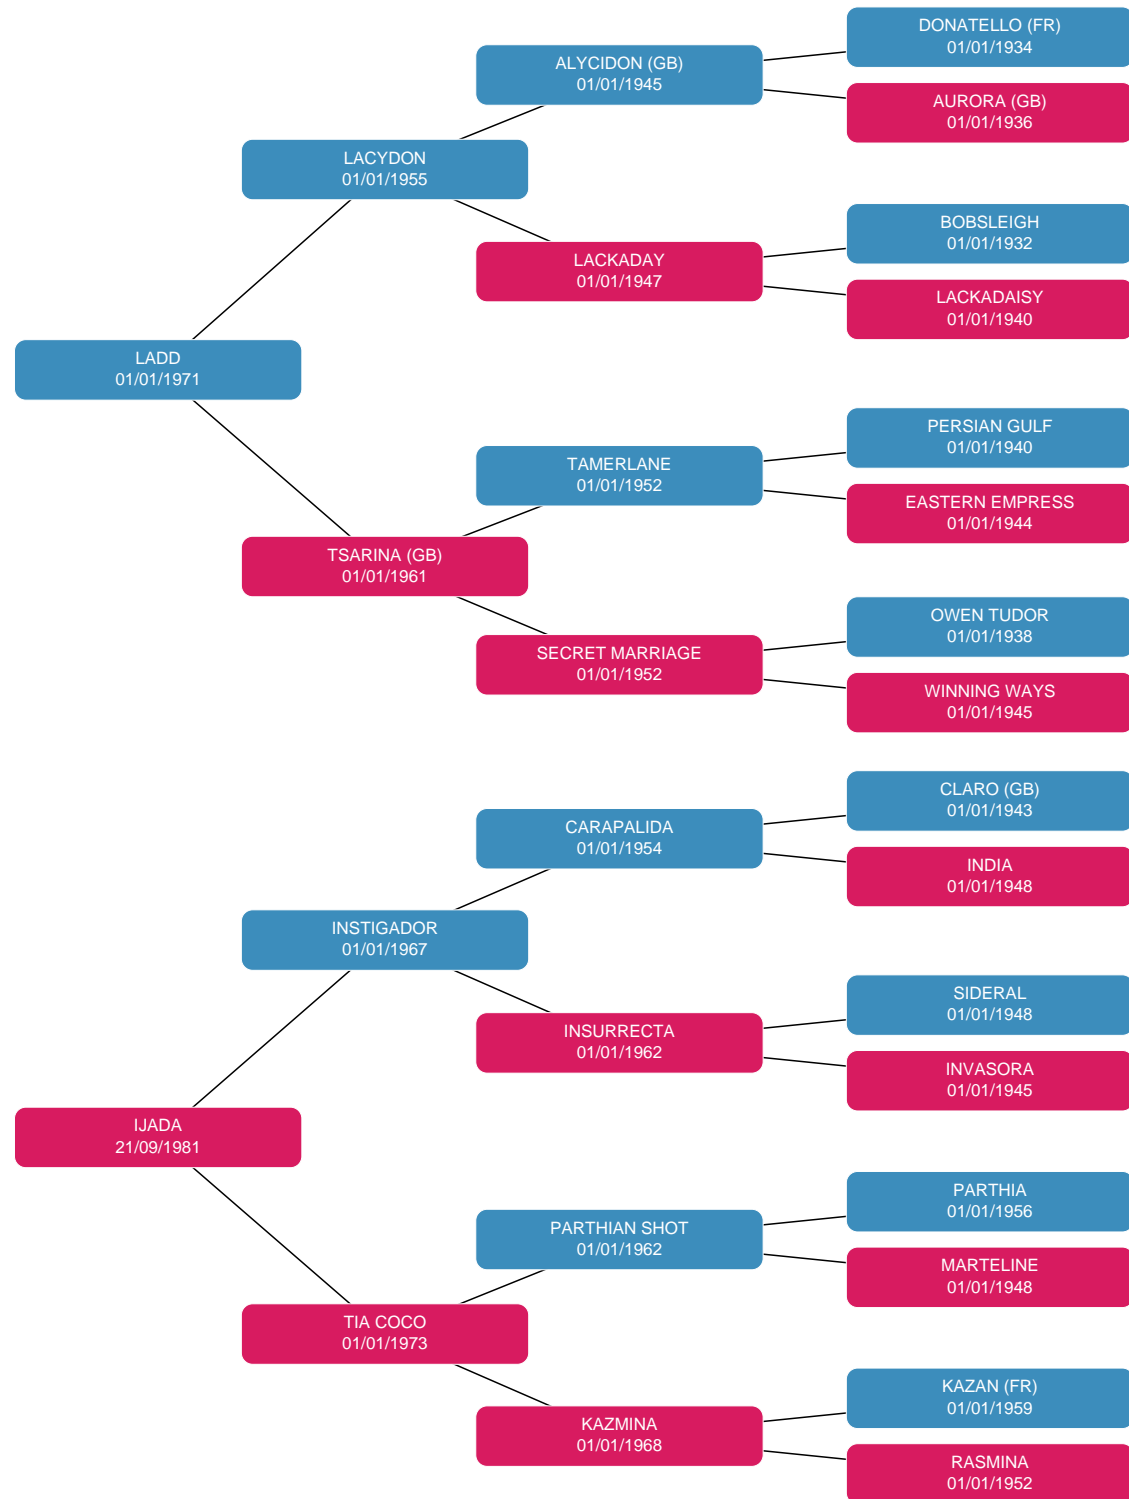 DONATELLO (FR)
01/01/1934
ALYCIDON (GB)
01/01/1945
AURORA (GB)
01/01/1936
LACYDON
01/01/1955
BOBSLEIGH
01/01/1932
LACKADAY
01/01/1947
LACKADAISY
01/01/1940
LADD
01/01/1971
PERSIAN GULF
01/01/1940
TAMERLANE
01/01/1952
EASTERN EMPRESS
01/01/1944
TSARINA (GB)
01/01/1961
OWEN TUDOR
01/01/1938
SECRET MARRIAGE
01/01/1952
WINNING WAYS
01/01/1945
CLARO (GB)
01/01/1943
CARAPALIDA
01/01/1954
INDIA
01/01/1948
INSTIGADOR
01/01/1967
SIDERAL
01/01/1948
INSURRECTA
01/01/1962
INVASORA
01/01/1945
IJADA
21/09/1981
PARTHIA
01/01/1956
PARTHIAN SHOT
01/01/1962
MARTELINE
01/01/1948
TIA COCO
01/01/1973
KAZAN (FR)
01/01/1959
KAZMINA
01/01/1968
RASMINA
01/01/1952